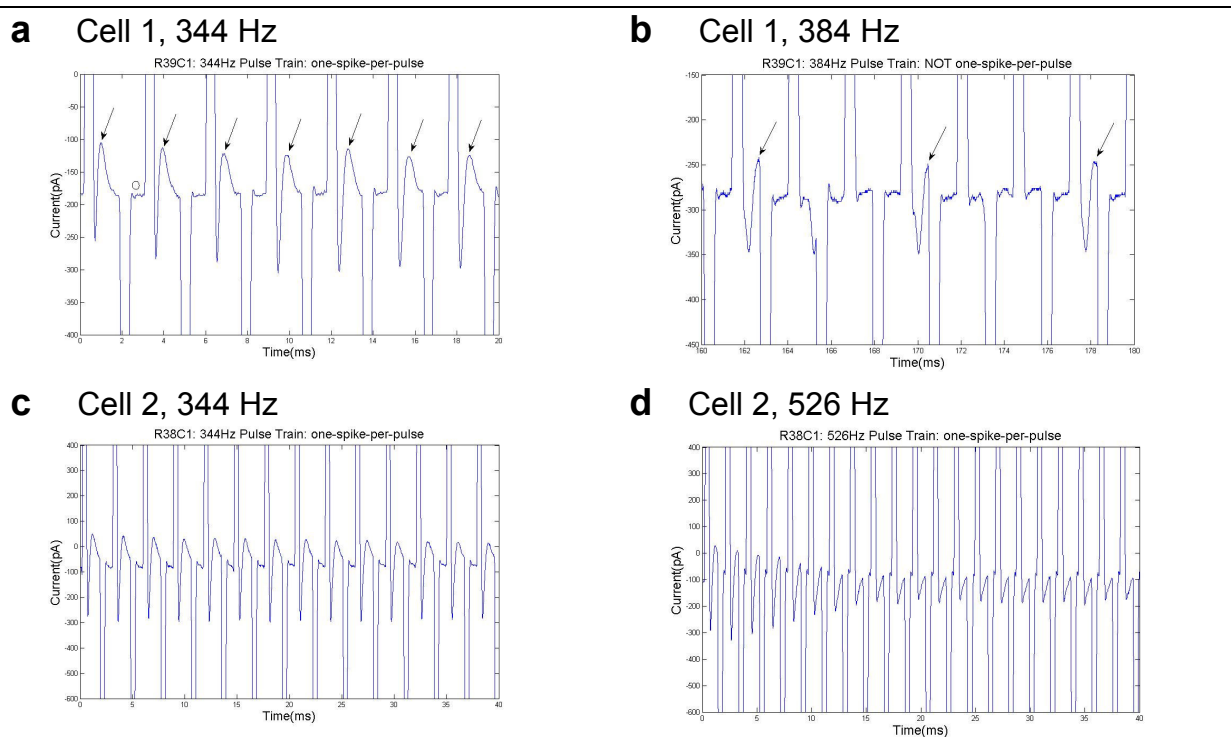 a Cell 1, 344 Hz
R39C1: 344Hz Pulse Train: one-spike-per-pulse
Current(pA)
0
-50
-100
-150
-200
-250
-300
-350
-400
0 2 4 6 8 10 12 14 16 18 20
Time(ms)
b Cell 1, 384 Hz
R39C1: 384Hz Pulse Train: NOT one-spike-per-pulse
Current(pA)
-150
-200
-250
-300
-350
-400
-450
160 162 164 166 168 170 172 174 176 178 180
Time(ms)
c Cell 2, 344 Hz
R38C1: 344Hz Pulse Train: one-spike-per-pulse
Current(pA)
400
300
200
100
0
-100
-200
-300
-400
-500
-600
0 5 10 15 20 25 30 35 40
Time(ms)
d Cell 2, 526 Hz
R38C1: 526Hz Pulse Train: one-spike-per-pulse
Current(pA)
400
300
200
100
0
-100
-200
-300
-400
-500
-600
0 5 10 15 20 25 30 35 40
Time(ms)